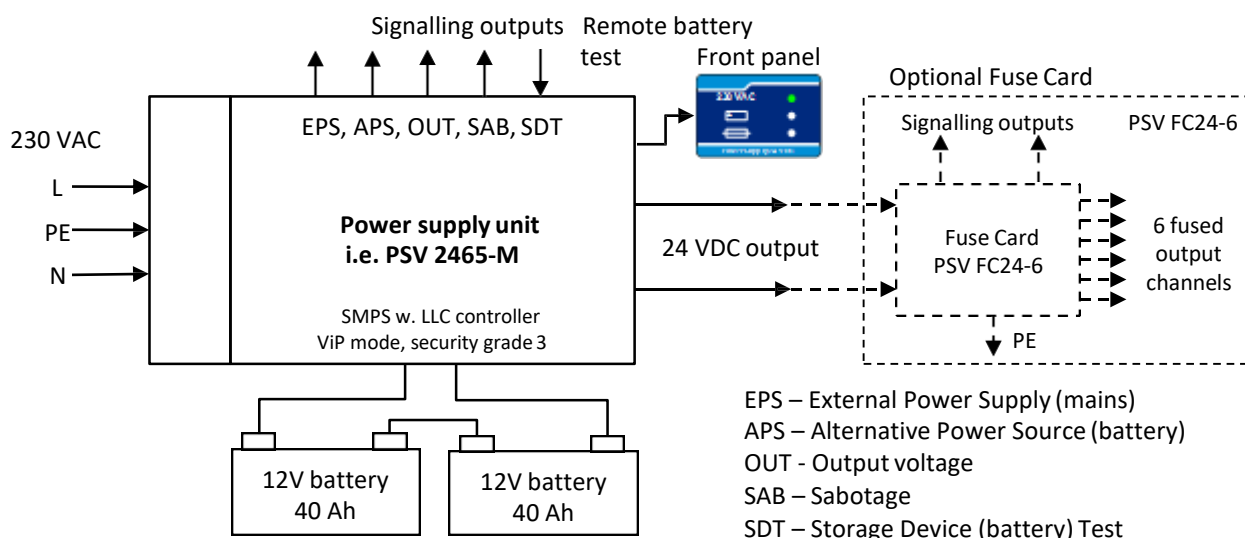 Signalling outputs
Remote battery
test
Front panel
230 VAC
Optional Fuse Card
EPS, APS, OUT, SAB, SDT
Signalling outputs
PSV FC24-6
230 VAC
L
PE
N
Power supply unit
i.e. PSV 2465-M
24 VDC output
Fuse Card
PSV FC24-6
6 fused
output
channels
SMPS w. LLC controller
ViP mode, security grade 3
PE
12V battery
40 Ah
12V battery
40 Ah
EPS – External Power Supply (mains)
APS – Alternative Power Source (battery)
OUT - Output voltage
SAB – Sabotage
SDT – Storage Device (battery) Test